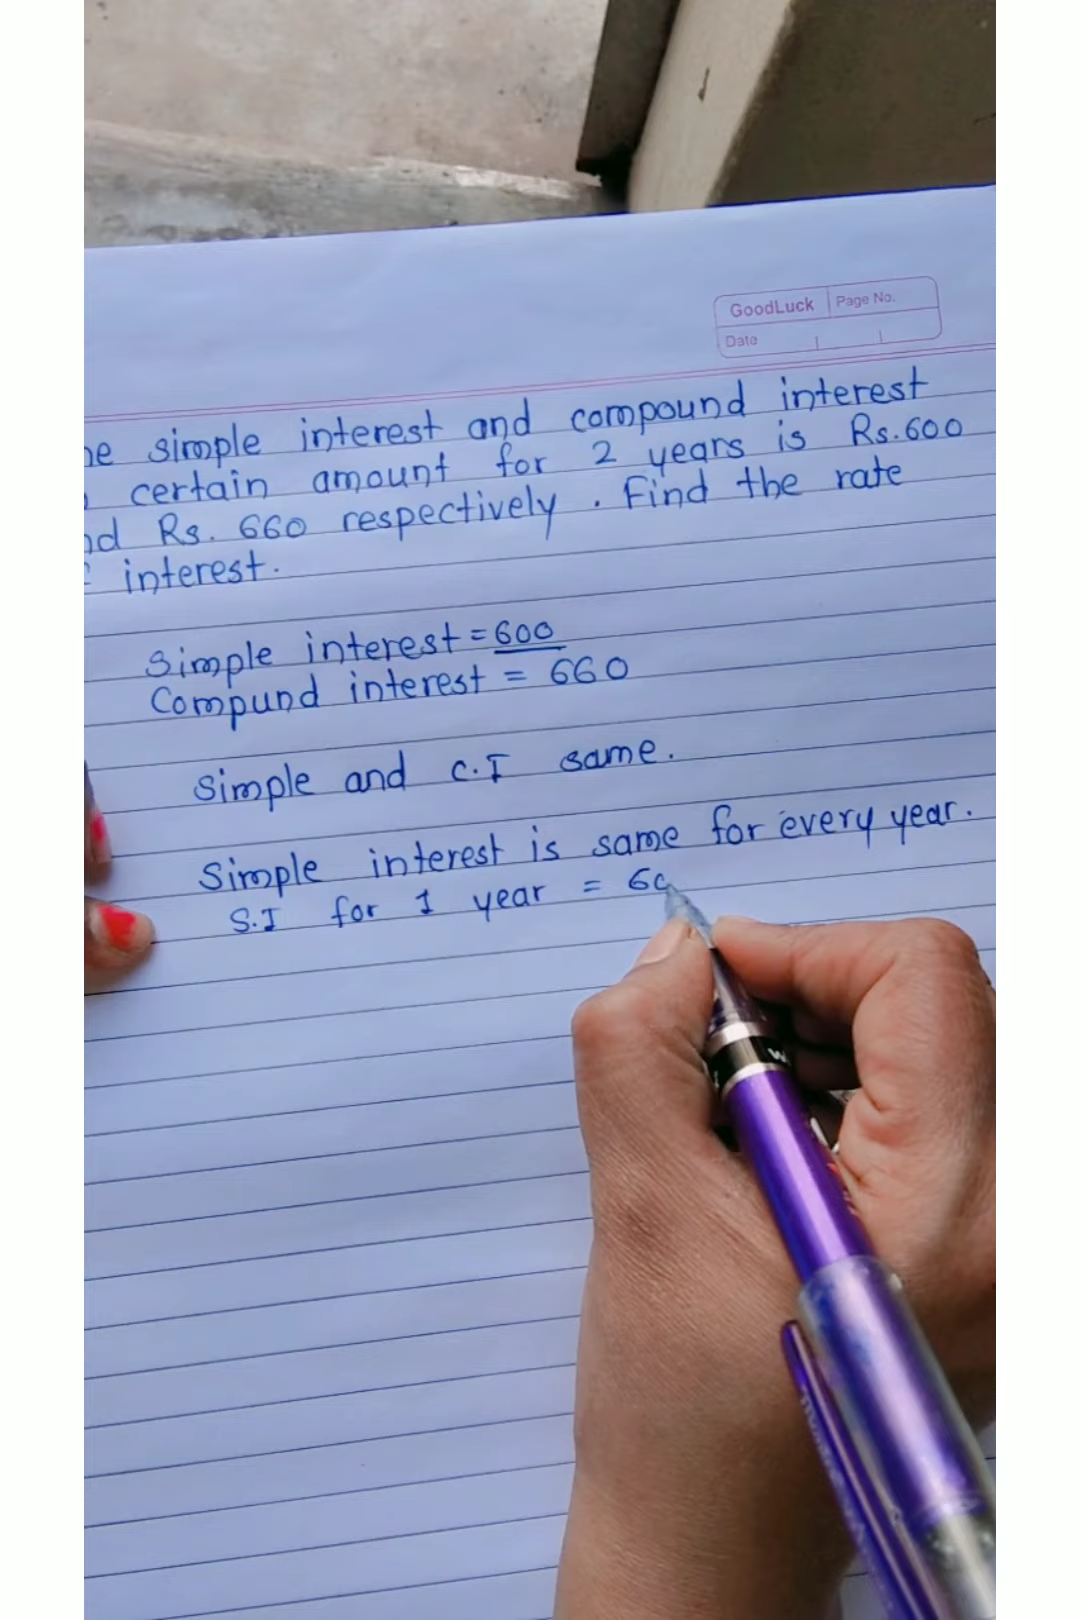 GoodLuck Page No.
Date
simple interest and compound interest
certain amount for 2 years is Rs.600
Rs. 660 respectively. Find the rate
interest.
Simple interest = 600
Compund interest = 660
Simple and C.I same.
Simple interest is same for every year.
S.I for 1 year = 60